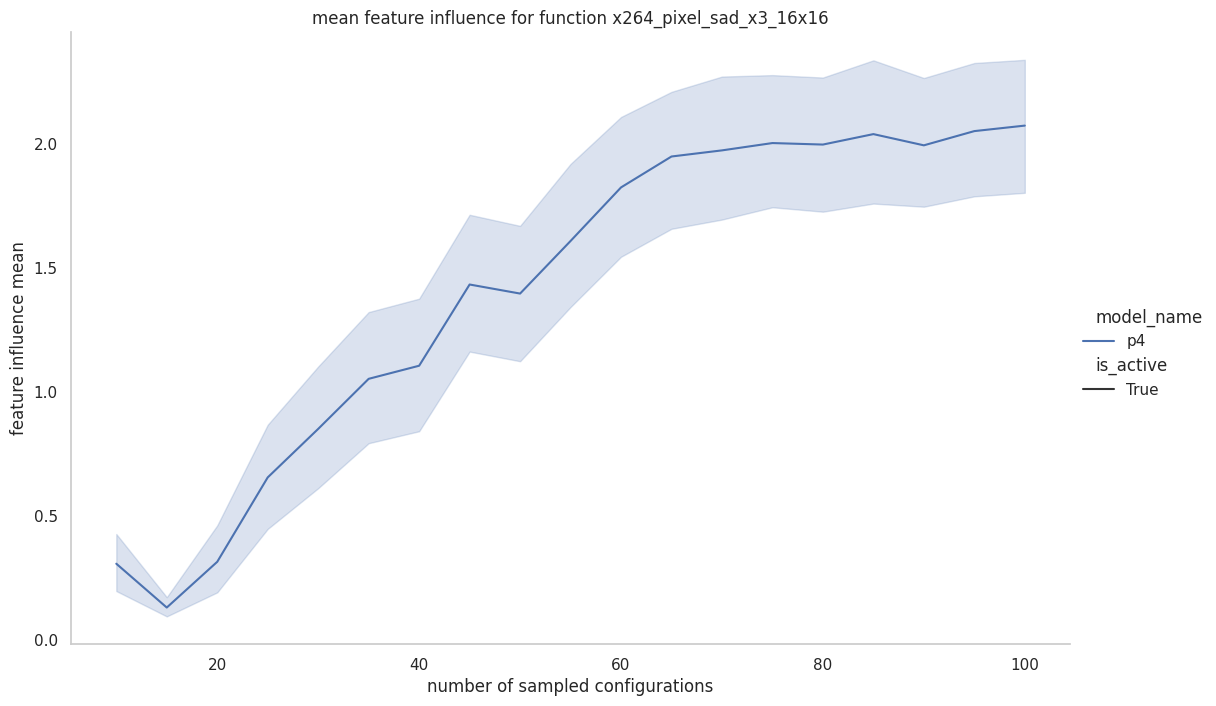 mean feature influence for function x264_pixel_sad_x3_16x16
feature influence mean
2.0
1.5
1.0
0.5
0.0
20 40 60 80 100
number of sampled configurations
model_name
p4
is_active
True